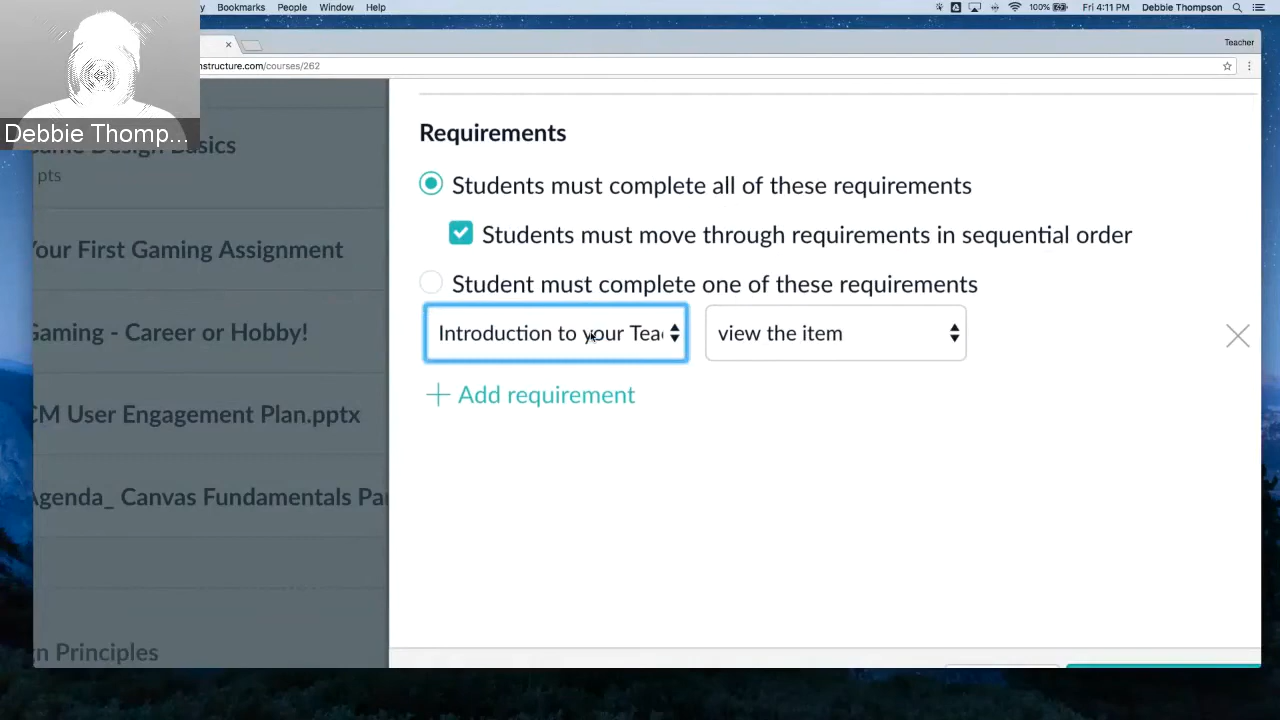 Bookmarks People Window Help 100% Fri 4:11 PM Debbie Thompson
Teacher
nstructure.com/courses/262
Debbie Thomp...
Game Design Basics
pts
Your First Gaming Assignment
Gaming - Career or Hobby!
CM User Engagement Plan.pptx
Agenda_ Canvas Fundamentals Par
n Principles
Requirements
Students must complete all of these requirements
Students must move through requirements in sequential order
Student must complete one of these requirements
Introduction to your Tea
view the item
Add requirement